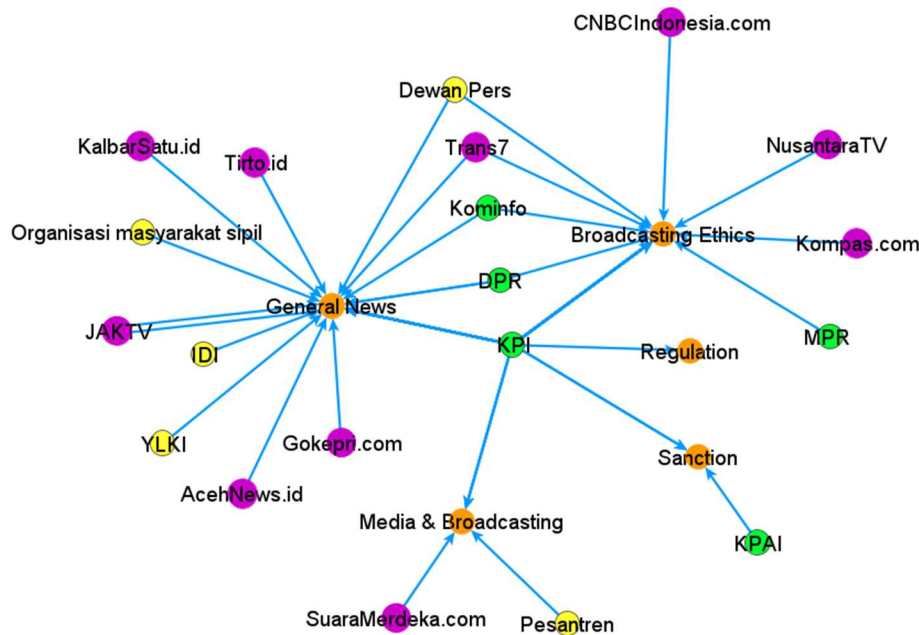 CNBCIndonesia.com
Dewan Pers
KalbarSatu.id
Tirto.id
Trans7
NusantaraTV
Kominfo
Organisasi masyarakat sipil
Broadcasting Ethics
Kompas.com
DPR
General News
JAKTV
KPI
MPR
IDI
Regulation
YLKI
Gokepri.com
Sanction
AcehNews.id
Media & Broadcasting
KPAI
SuaraMerdeka.com
Pesantren